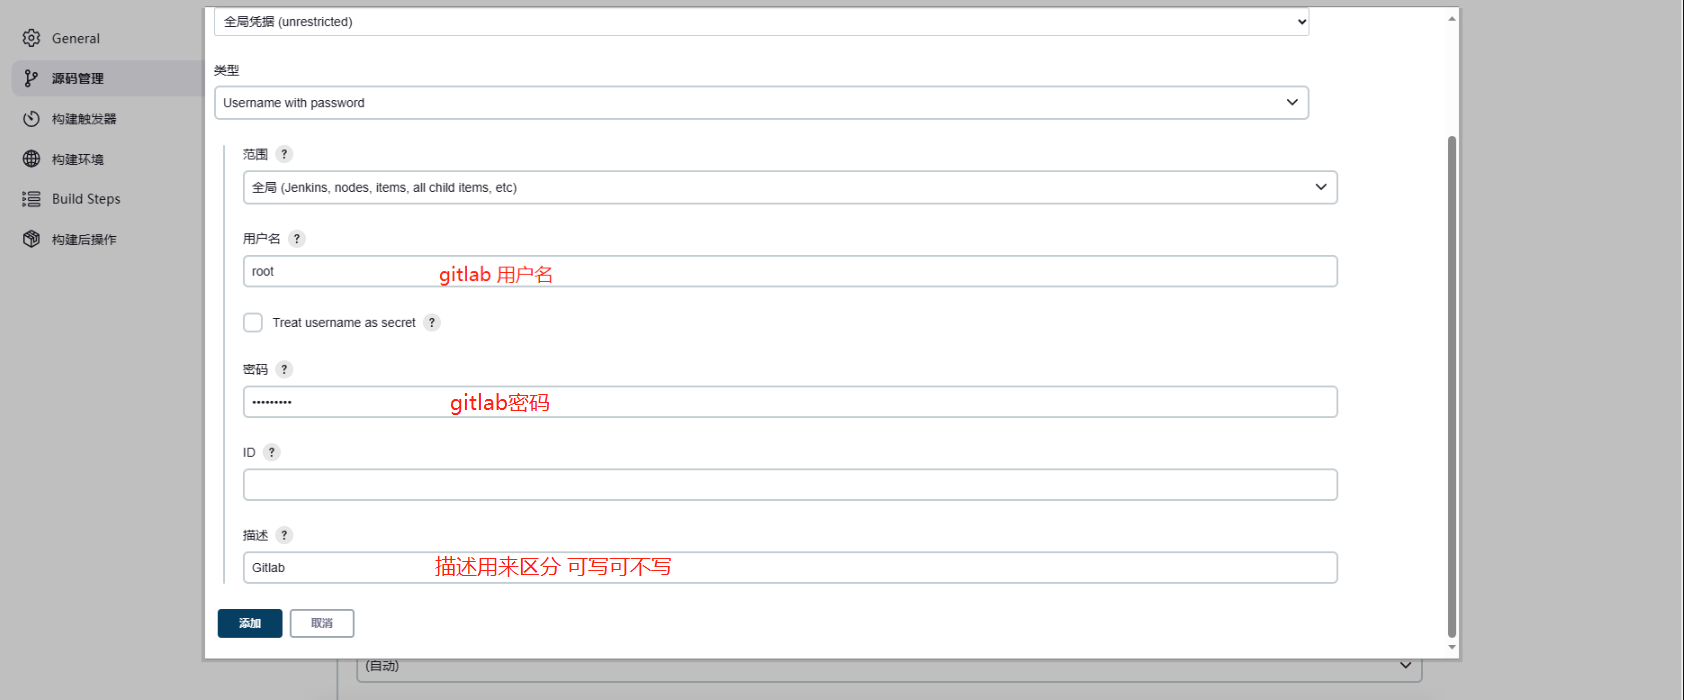 General
源码管理
构建触发器
构建环境
Build Steps
构建后操作
全局凭据 (unrestricted)
类型
Username with password
范围 ?
全局 (Jenkins, nodes, items, all child items, etc)
用户名 ?
root
gitlab 用户名
Treat username as secret ?
密码 ?
•••••••••
gitlab密码
ID ?
描述 ?
Gitlab
描述用来区分 可写可不写
添加
取消
(自动)